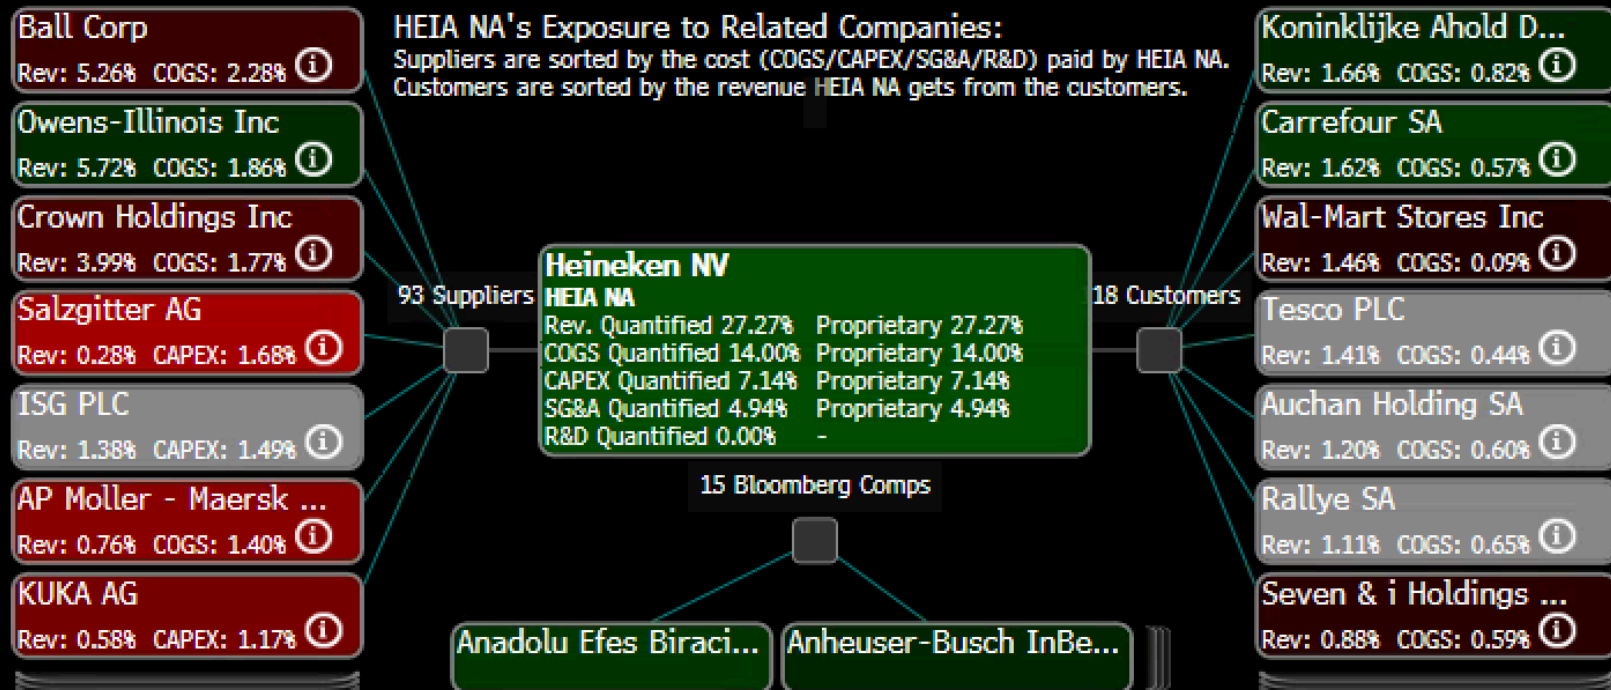 Ball Corp
Rev: 5.26% COGS: 2.28%
Owens-Illinois Inc
Rev: 5.72% COGS: 1.86%
Crown Holdings Inc
Rev: 3.99% COGS: 1.77%
Salzgitter AG
Rev: 0.28% CAPEX: 1.68%
ISG PLC
Rev: 1.38% CAPEX: 1.49%
AP Moller - Maersk ...
Rev: 0.76% COGS: 1.40%
KUKA AG
Rev: 0.58% CAPEX: 1.17%
HEIA NA's Exposure to Related Companies:
Suppliers are sorted by the cost (COGS/CAPEX/SG&A/R&D) paid by HEIA NA.
Customers are sorted by the revenue HEIA NA gets from the customers.
93 Suppliers
Heineken NV
HEIA NA
Rev. Quantified 27.27% Proprietary 27.27%
COGS Quantified 14.00% Proprietary 14.00%
CAPEX Quantified 7.14% Proprietary 7.14%
SG&A Quantified 4.94% Proprietary 4.94%
R&D Quantified 0.00% -
Customers
15 Bloomberg Comps
Anadolu Efes Biraci...
Anheuser-Busch InBe...
Koninklijke Ahold D...
Rev: 1.66% COGS: 0.82%
Carrefour SA
Rev: 1.62% COGS: 0.57%
Wal-Mart Stores Inc
Rev: 1.46% COGS: 0.09%
Tesco PLC
Rev: 1.41% COGS: 0.44%
Auchan Holding SA
Rev: 1.20% COGS: 0.60%
Rallye SA
Rev: 1.11% COGS: 0.65%
Seven & i Holdings ...
Rev: 0.88% COGS: 0.59%